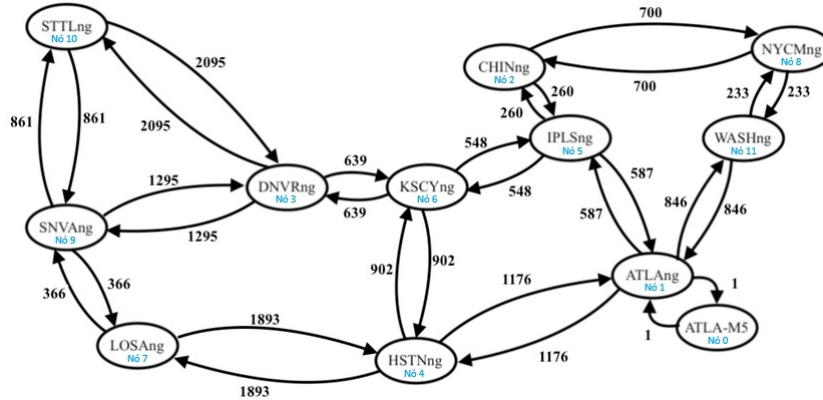 STTLng
Nó 10
2095
2095
861
861
SNVAng
Nó 9
1295
1295
DNVRng
Nó 3
639
639
KSCYng
Nó 6
548
548
CHINng
Nó 2
260
260
IPLSng
Nó 5
700
700
NYCMng
Nó 8
233
233
WASHng
Nó 11
587
587
846
846
ATLAng
Nó 1
1
1
ATLA-M5
Nó 0
366
366
LOSAng
Nó 7
1893
1893
902
902
HSTNng
Nó 4
1176
1176